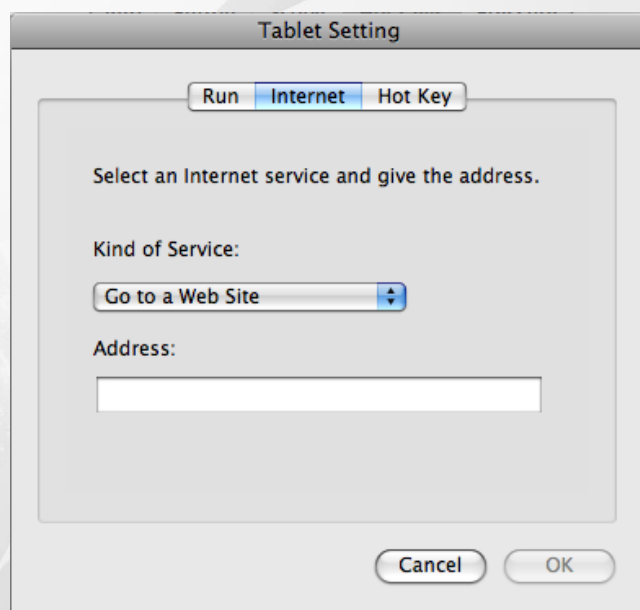 Tablet Setting
Run Internet Hot Key
Select an Internet service and give the address.
Kind of Service:
Go to a Web Site
Address:
Cancel OK